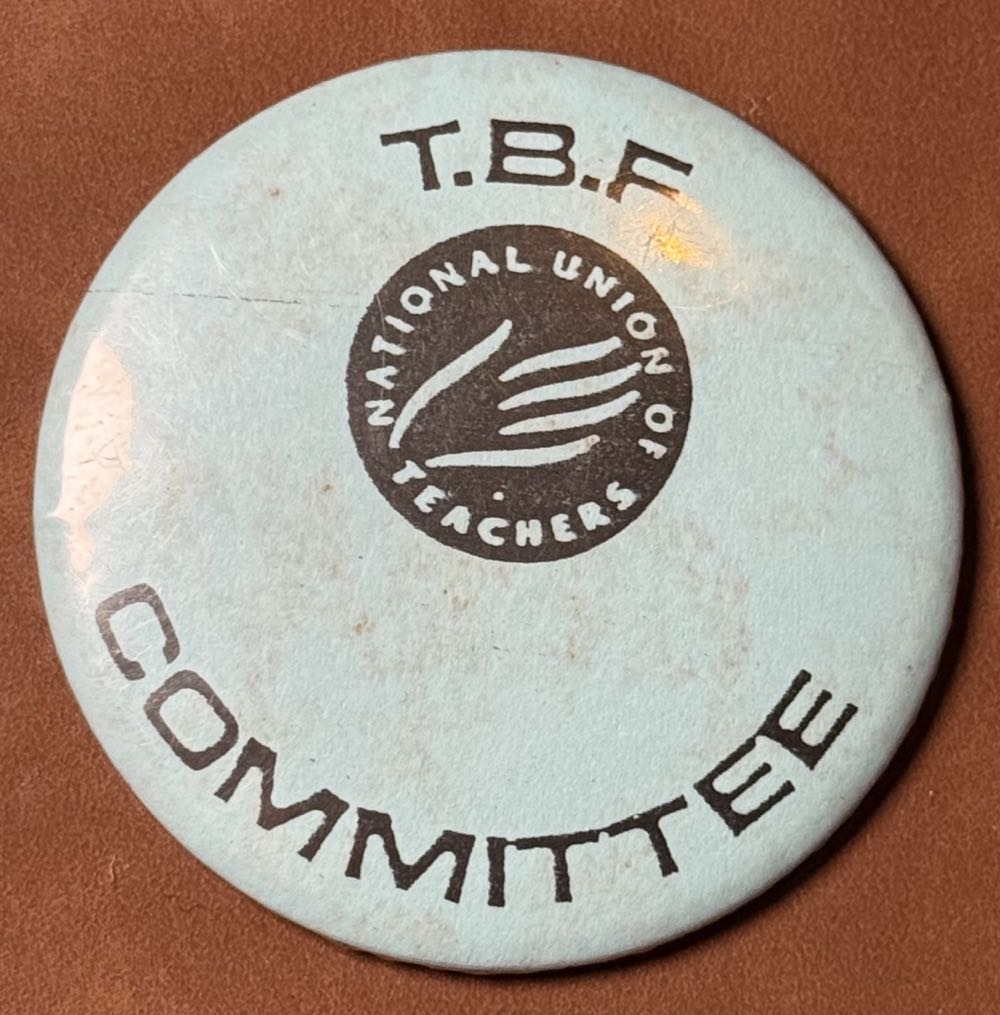 T.B.F
NATIONAL UNION OF
TEACHERS
COMMITTEE